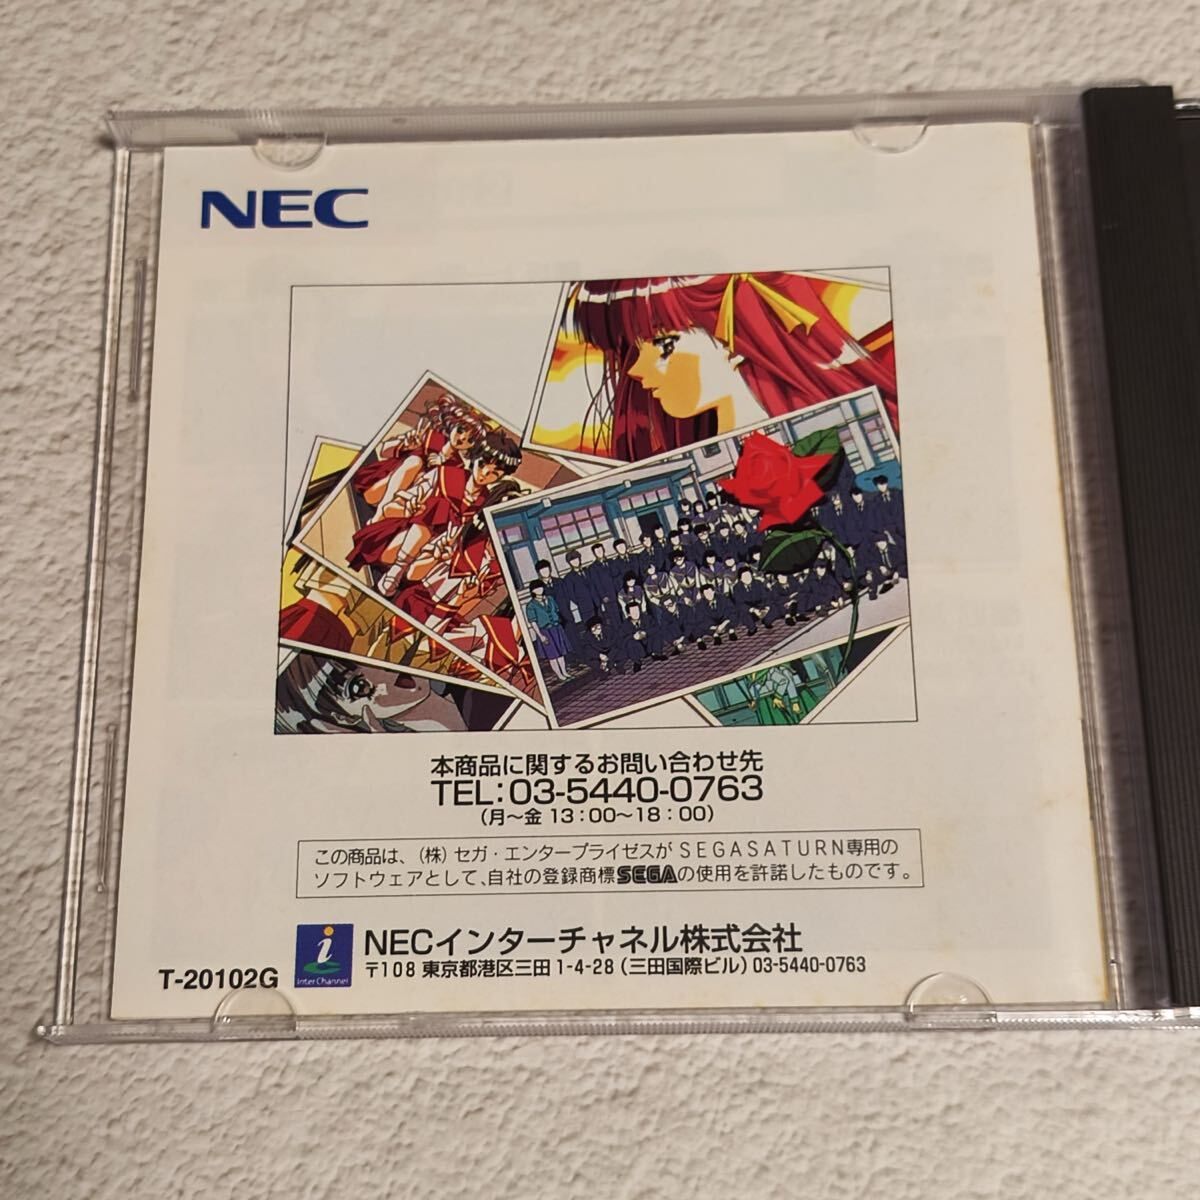 NEC
本商品に関するお問い合わせ先
TEL:03-5440-0763
(月〜金 13:00〜18:00)
この商品は、(株)セガ・エンタープライゼスがSEGASATURN専用の
ソフトウェアとして、自社の登録商標SEGAの使用を許諾したものです。
i
InterChannel
NECインターチャネル株式会社
〒108 東京都港区三田1-4-28(三田国際ビル) 03-5440-0763
T-20102G